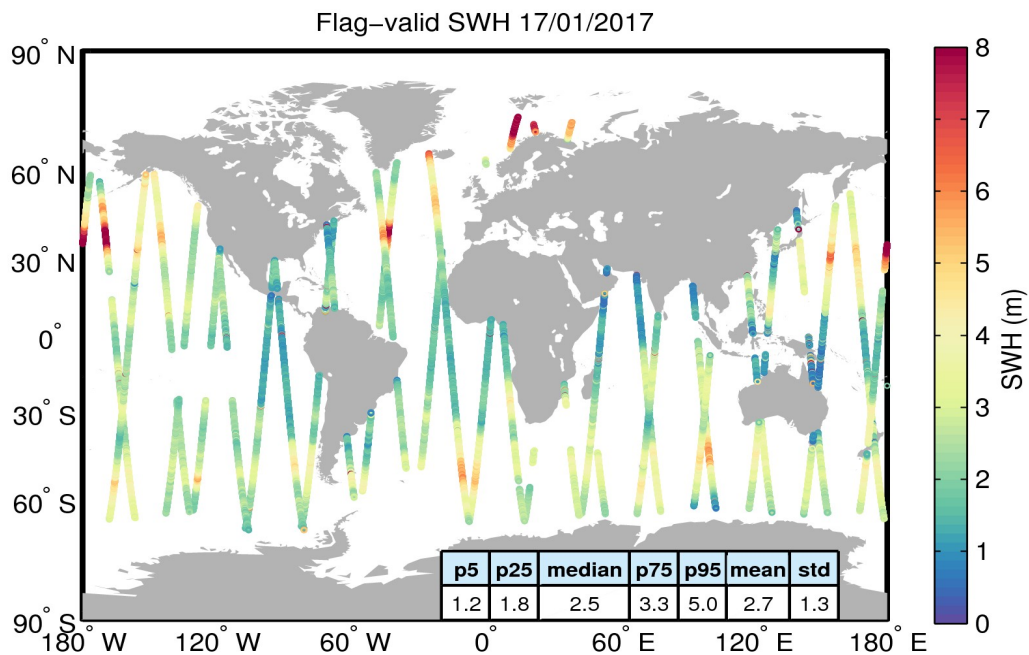 Flag–valid SWH 17/01/2017
90° N
60° N
30° N
0°
30° S
60° S
90° S
180° W
120° W
60° W
0°
60° E
120° E
180° E
p5 p25 median p75 p95 mean std
1.2 1.8 2.5 3.3 5.0 2.7 1.3
8
7
6
5
4
3
2
1
0
SWH (m)